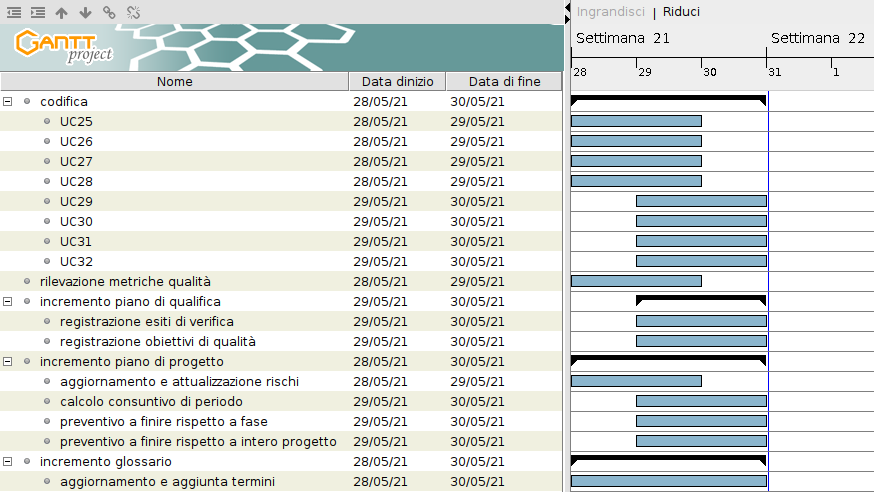 Ingrandisci | Riduci
GANTT project
Settimana 21 Settimana 22
28 29 30 31 1
Nome Data dinizio Data di fine
codifica 28/05/21 30/05/21
UC25 28/05/21 29/05/21
UC26 28/05/21 29/05/21
UC27 28/05/21 29/05/21
UC28 28/05/21 29/05/21
UC29 29/05/21 30/05/21
UC30 29/05/21 30/05/21
UC31 29/05/21 30/05/21
UC32 29/05/21 30/05/21
rilevazione metriche qualità 28/05/21 29/05/21
incremento piano di qualifica 29/05/21 30/05/21
registrazione esiti di verifica 29/05/21 30/05/21
registrazione obiettivi di qualità 29/05/21 30/05/21
incremento piano di progetto 28/05/21 30/05/21
aggiornamento e attualizzazione rischi 28/05/21 29/05/21
calcolo consuntivo di periodo 29/05/21 30/05/21
preventivo a finire rispetto a fase 29/05/21 30/05/21
preventivo a finire rispetto a intero progetto 29/05/21 30/05/21
incremento glossario 28/05/21 30/05/21
aggiornamento e aggiunta termini 28/05/21 30/05/21